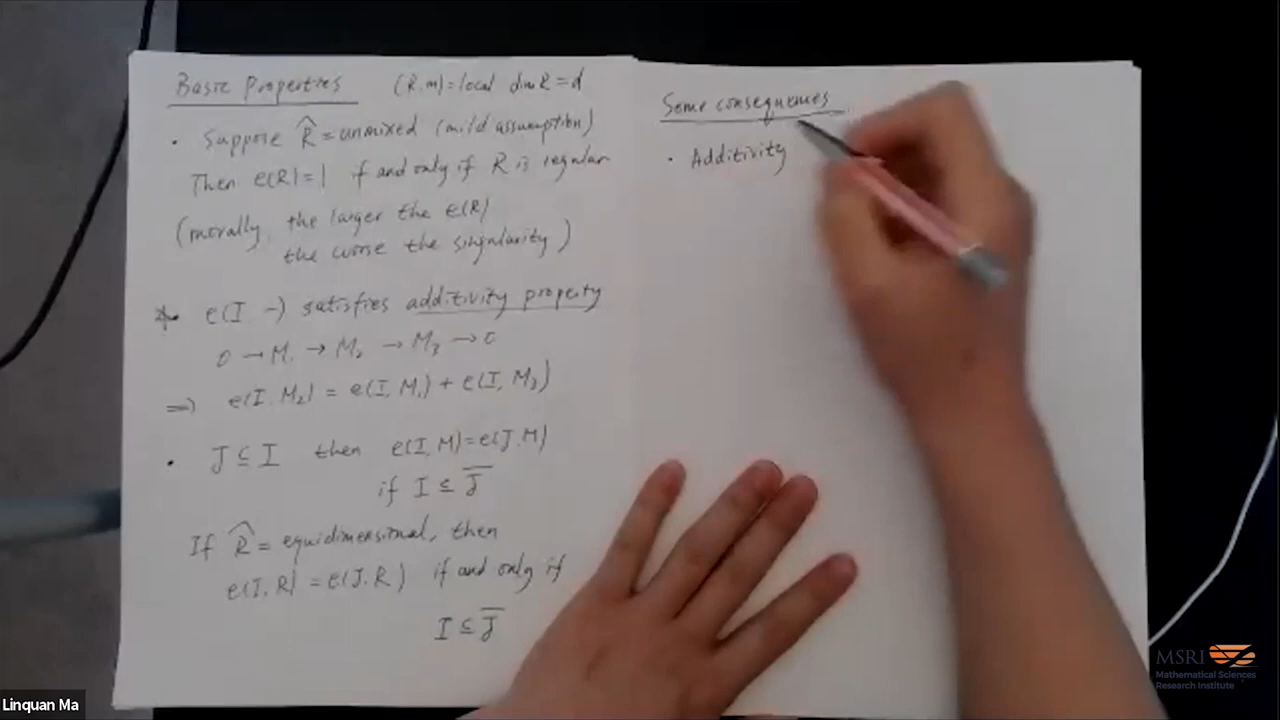 Basic Properties (R.m)=local dimR=d
· Suppose R̂=unmixed (mild assumption)
Then e(R)=1 if and only if R is regular
(morally, the larger the e(R)
the worse the singularity)
* e(I -) satisfies additivity property
0 → M₁ → M₂ → M₃ → 0
⇒ e(I. M₂) = e(I, M₁) + e(I, M₃)
· J ⊆ I then e(I, M)=e(J.M)
if I ⊆ J̅
If R̂= equidimensional, then
e(I, R) = e(J.R) if and only if
I ⊆ J̅
Some consequences
· Additivity
MSRI
Mathematical Sciences
Research Institute
Linquan Ma